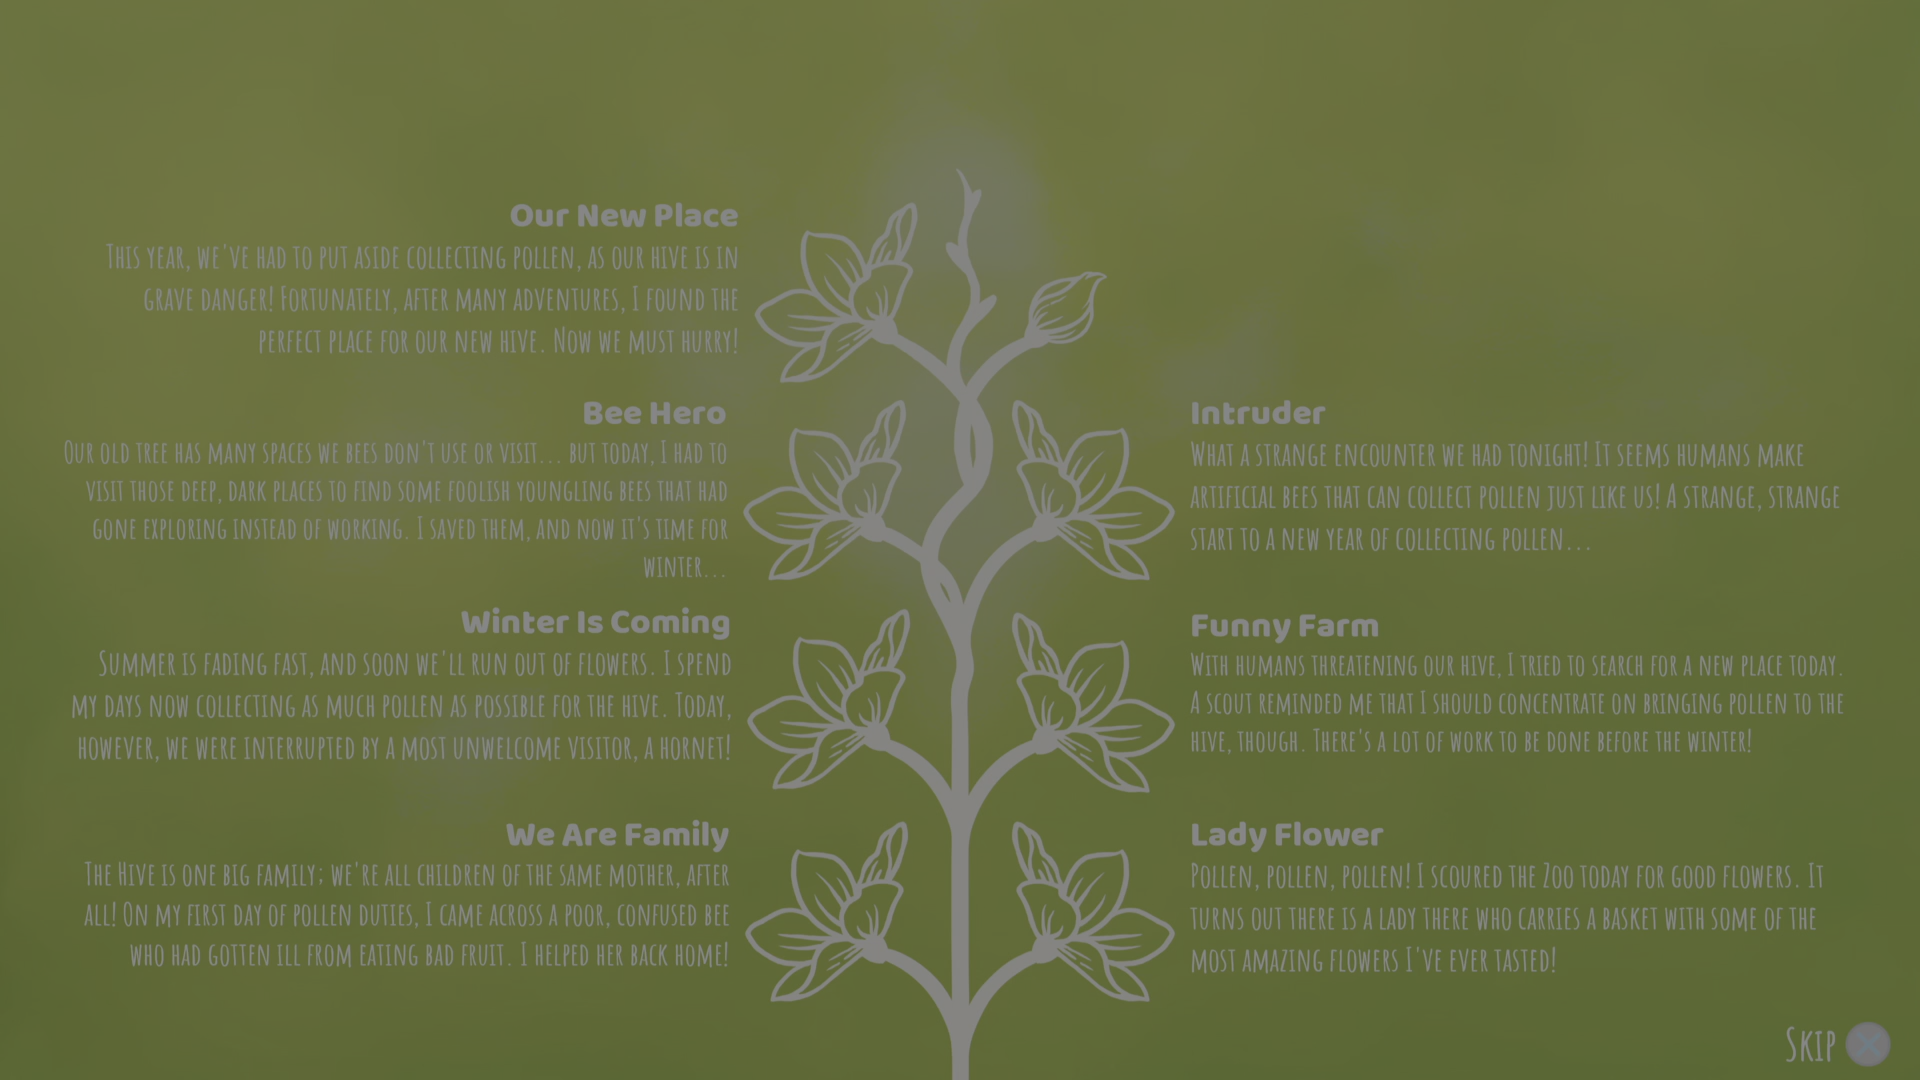 Our New Place
This year, we've had to put aside collecting pollen, as our hive is in
grave danger! Fortunately, after many adventures, I found the
perfect place for our new hive. Now we must hurry!
Bee Hero
Our old tree has many spaces we bees don't use or visit... but today, I had to
visit those deep, dark places to find some foolish youngling bees that had
gone exploring instead of working. I saved them, and now it's time for
winter...
Winter Is Coming
Summer is fading fast, and soon we'll run out of flowers. I spend
my days now collecting as much pollen as possible for the hive. Today,
however, we were interrupted by a most unwelcome visitor, a hornet!
We Are Family
The Hive is one big family; we're all children of the same mother, after
all! On my first day of pollen duties, I came across a poor, confused bee
who had gotten ill from eating bad fruit. I helped her back home!
Intruder
What a strange encounter we had tonight! It seems humans make
artificial bees that can collect pollen just like us! A strange, strange
start to a new year of collecting pollen...
Funny Farm
With humans threatening our hive, I tried to search for a new place today.
A scout reminded me that I should concentrate on bringing pollen to the
hive, though. There's a lot of work to be done before the winter!
Lady Flower
Pollen, pollen, pollen! I scoured the Zoo today for good flowers. It
turns out there is a lady there who carries a basket with some of the
most amazing flowers I've ever tasted!
Skip